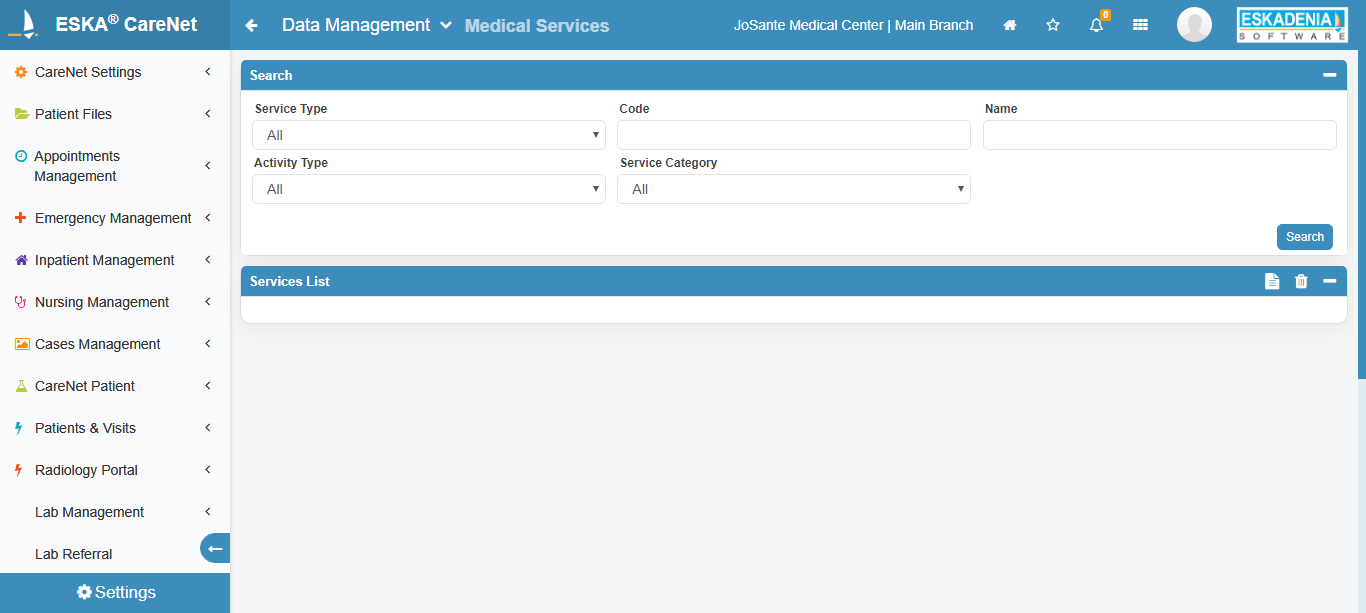 ESKA® CareNet
Data Management Medical Services
JoSante Medical Center | Main Branch
0
ESKADENIA
SOFTWARE
CareNet Settings
Patient Files
Appointments
Management
Emergency Management
Inpatient Management
Nursing Management
Cases Management
CareNet Patient
Patients & Visits
Radiology Portal
Lab Management
Lab Referral
Settings
Search
Service Type
Code
Name
All
Activity Type
Service Category
All
All
Search
Services List